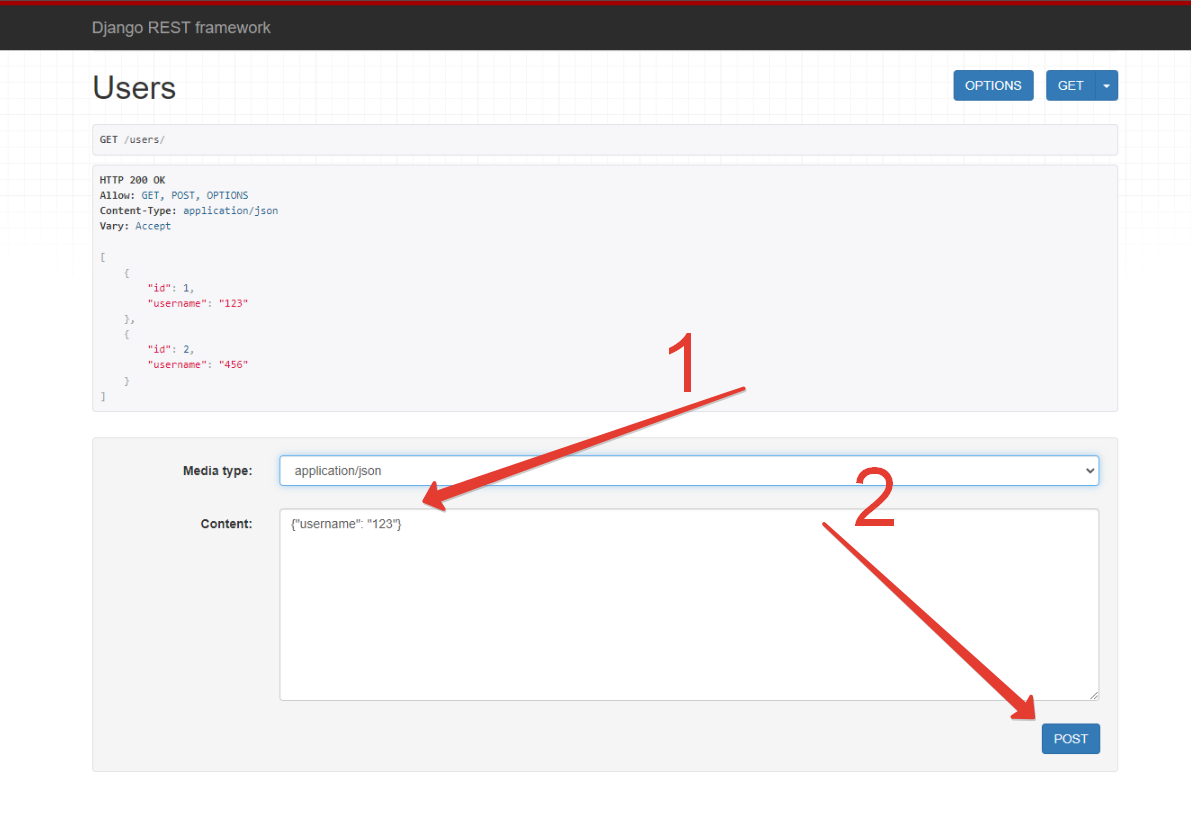 Django REST framework
Users
OPTIONS
GET
GET /users/
HTTP 200 OK
Allow: GET, POST, OPTIONS
Content-Type: application/json
Vary: Accept
[
    {
        "id": 1,
        "username": "123"
    },
    {
        "id": 2,
        "username": "456"
    }
]
1
Media type: application/json
2
Content: {"username": "123"}
POST